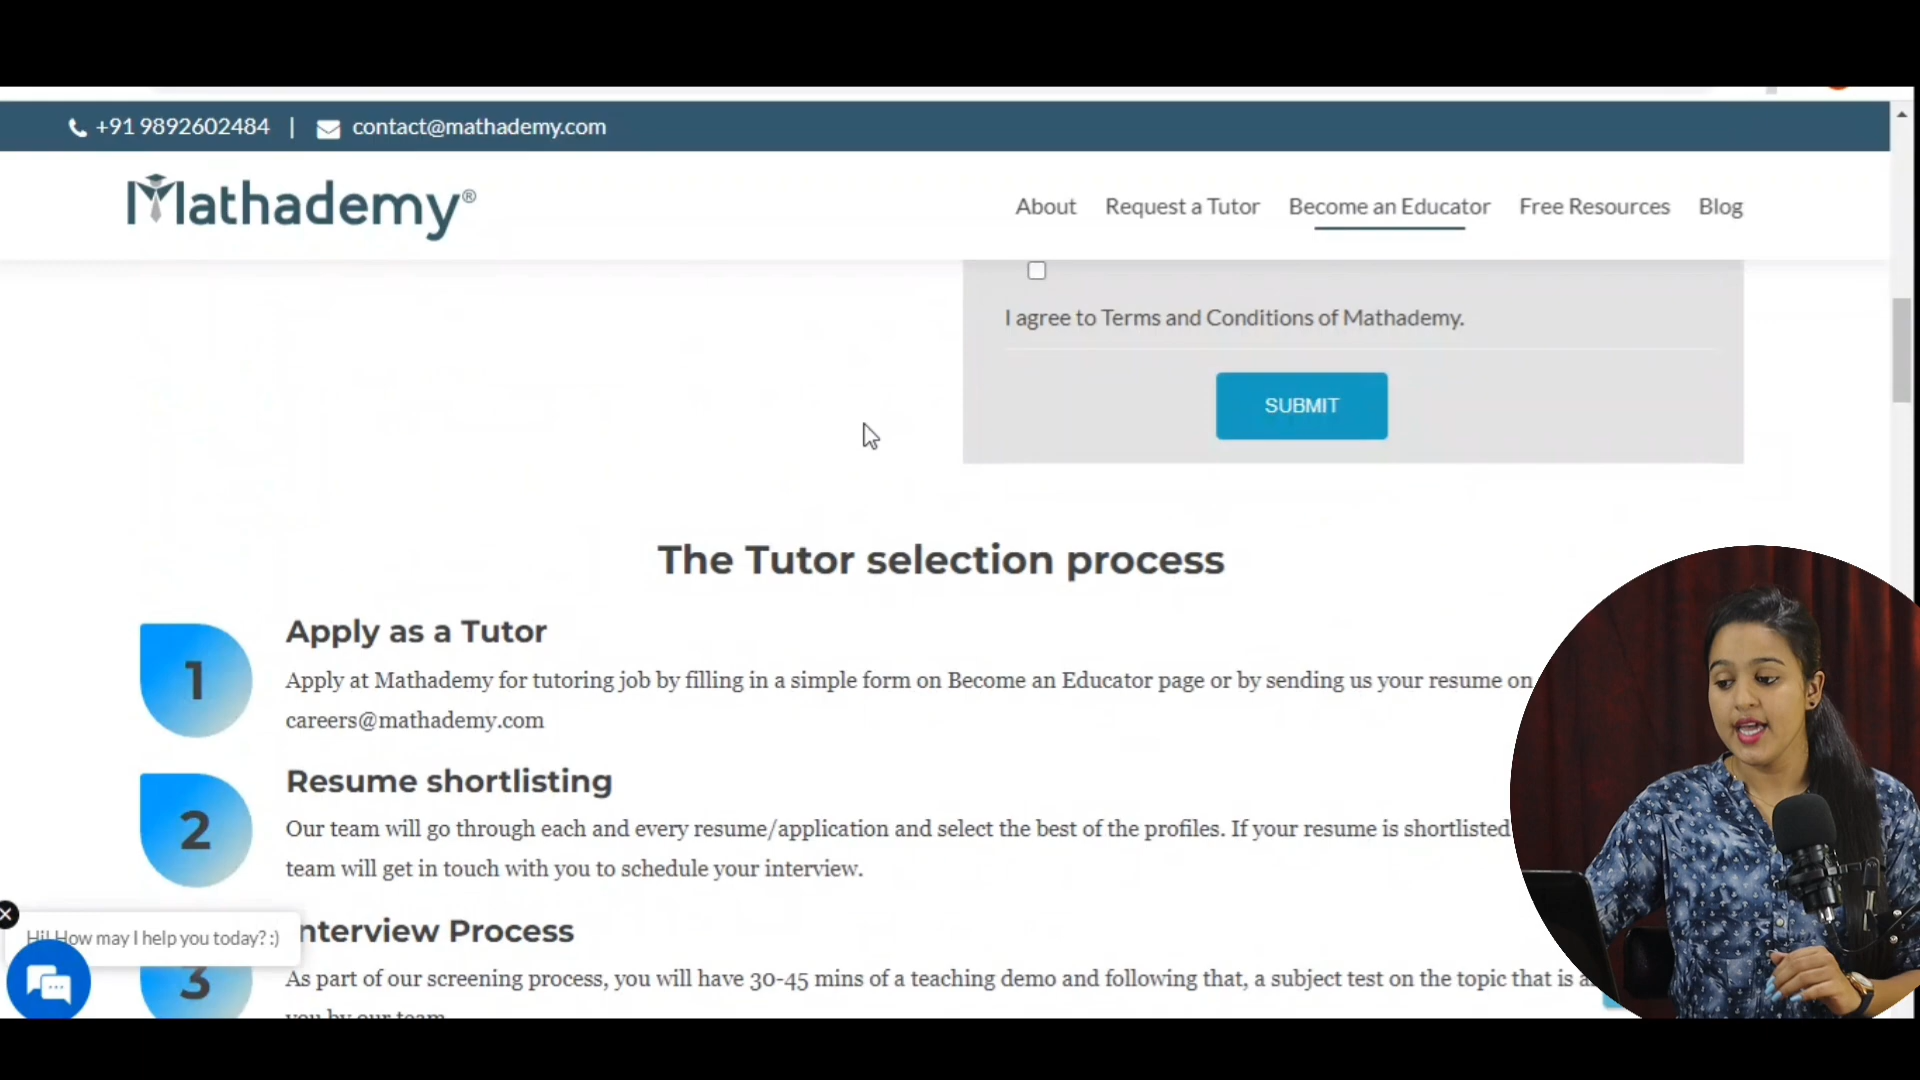 +91 9892602484 | contact@mathademy.com
Mathademy®
About Request a Tutor Become an Educator Free Resources Blog
I agree to Terms and Conditions of Mathademy.
SUBMIT
The Tutor selection process
1
Apply as a Tutor
Apply at Mathademy for tutoring job by filling in a simple form on Become an Educator page or by sending us your resume on
careers@mathademy.com
2
Resume shortlisting
Our team will go through each and every resume/application and select the best of the profiles. If your resume is shortlisted
team will get in touch with you to schedule your interview.
3
nterview Process
As part of our screening process, you will have 30-45 mins of a teaching demo and following that, a subject test on the topic that is
you by our team
Hi! How may I help you today? :)